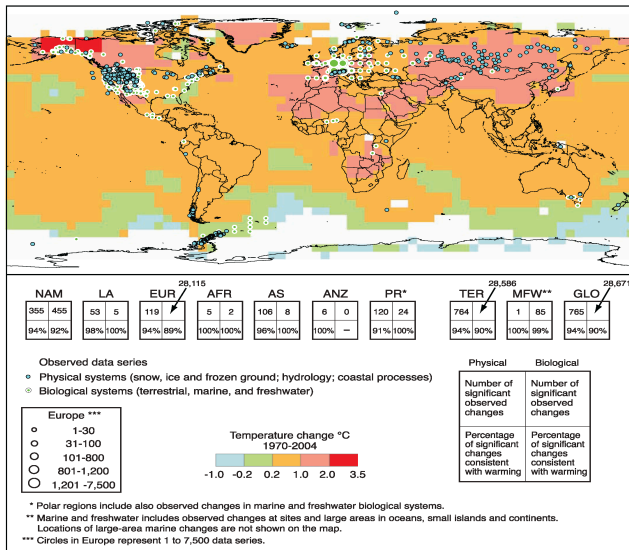 28,115
28,586
28,671
NAM LA EUR AFR AS ANZ PR* TER MFW** GLO
355 455 53 5 119 5 2 106 8 6 0 120 24 764 1 85 765
94% 92% 98% 100% 94% 89% 100% 100% 96% 100% 100% – 91% 100% 94% 90% 100% 99% 94% 90%
Observed data series
Physical systems (snow, ice and frozen ground; hydrology; coastal processes)
Biological systems (terrestrial, marine, and freshwater)
Europe ***
1-30
31-100
101-800
801-1,200
1,201 -7,500
Temperature change °C
1970-2004
-1.0 -0.2 0.2 1.0 2.0 3.5
Physical Biological
Number of Number of
significant significant
observed observed
changes changes
Percentage Percentage
of significant of significant
changes changes
consistent consistent
with warming with warming
* Polar regions include also observed changes in marine and freshwater biological systems.
** Marine and freshwater includes observed changes at sites and large areas in oceans, small islands and continents.
Locations of large-area marine changes are not shown on the map.
*** Circles in Europe represent 1 to 7,500 data series.